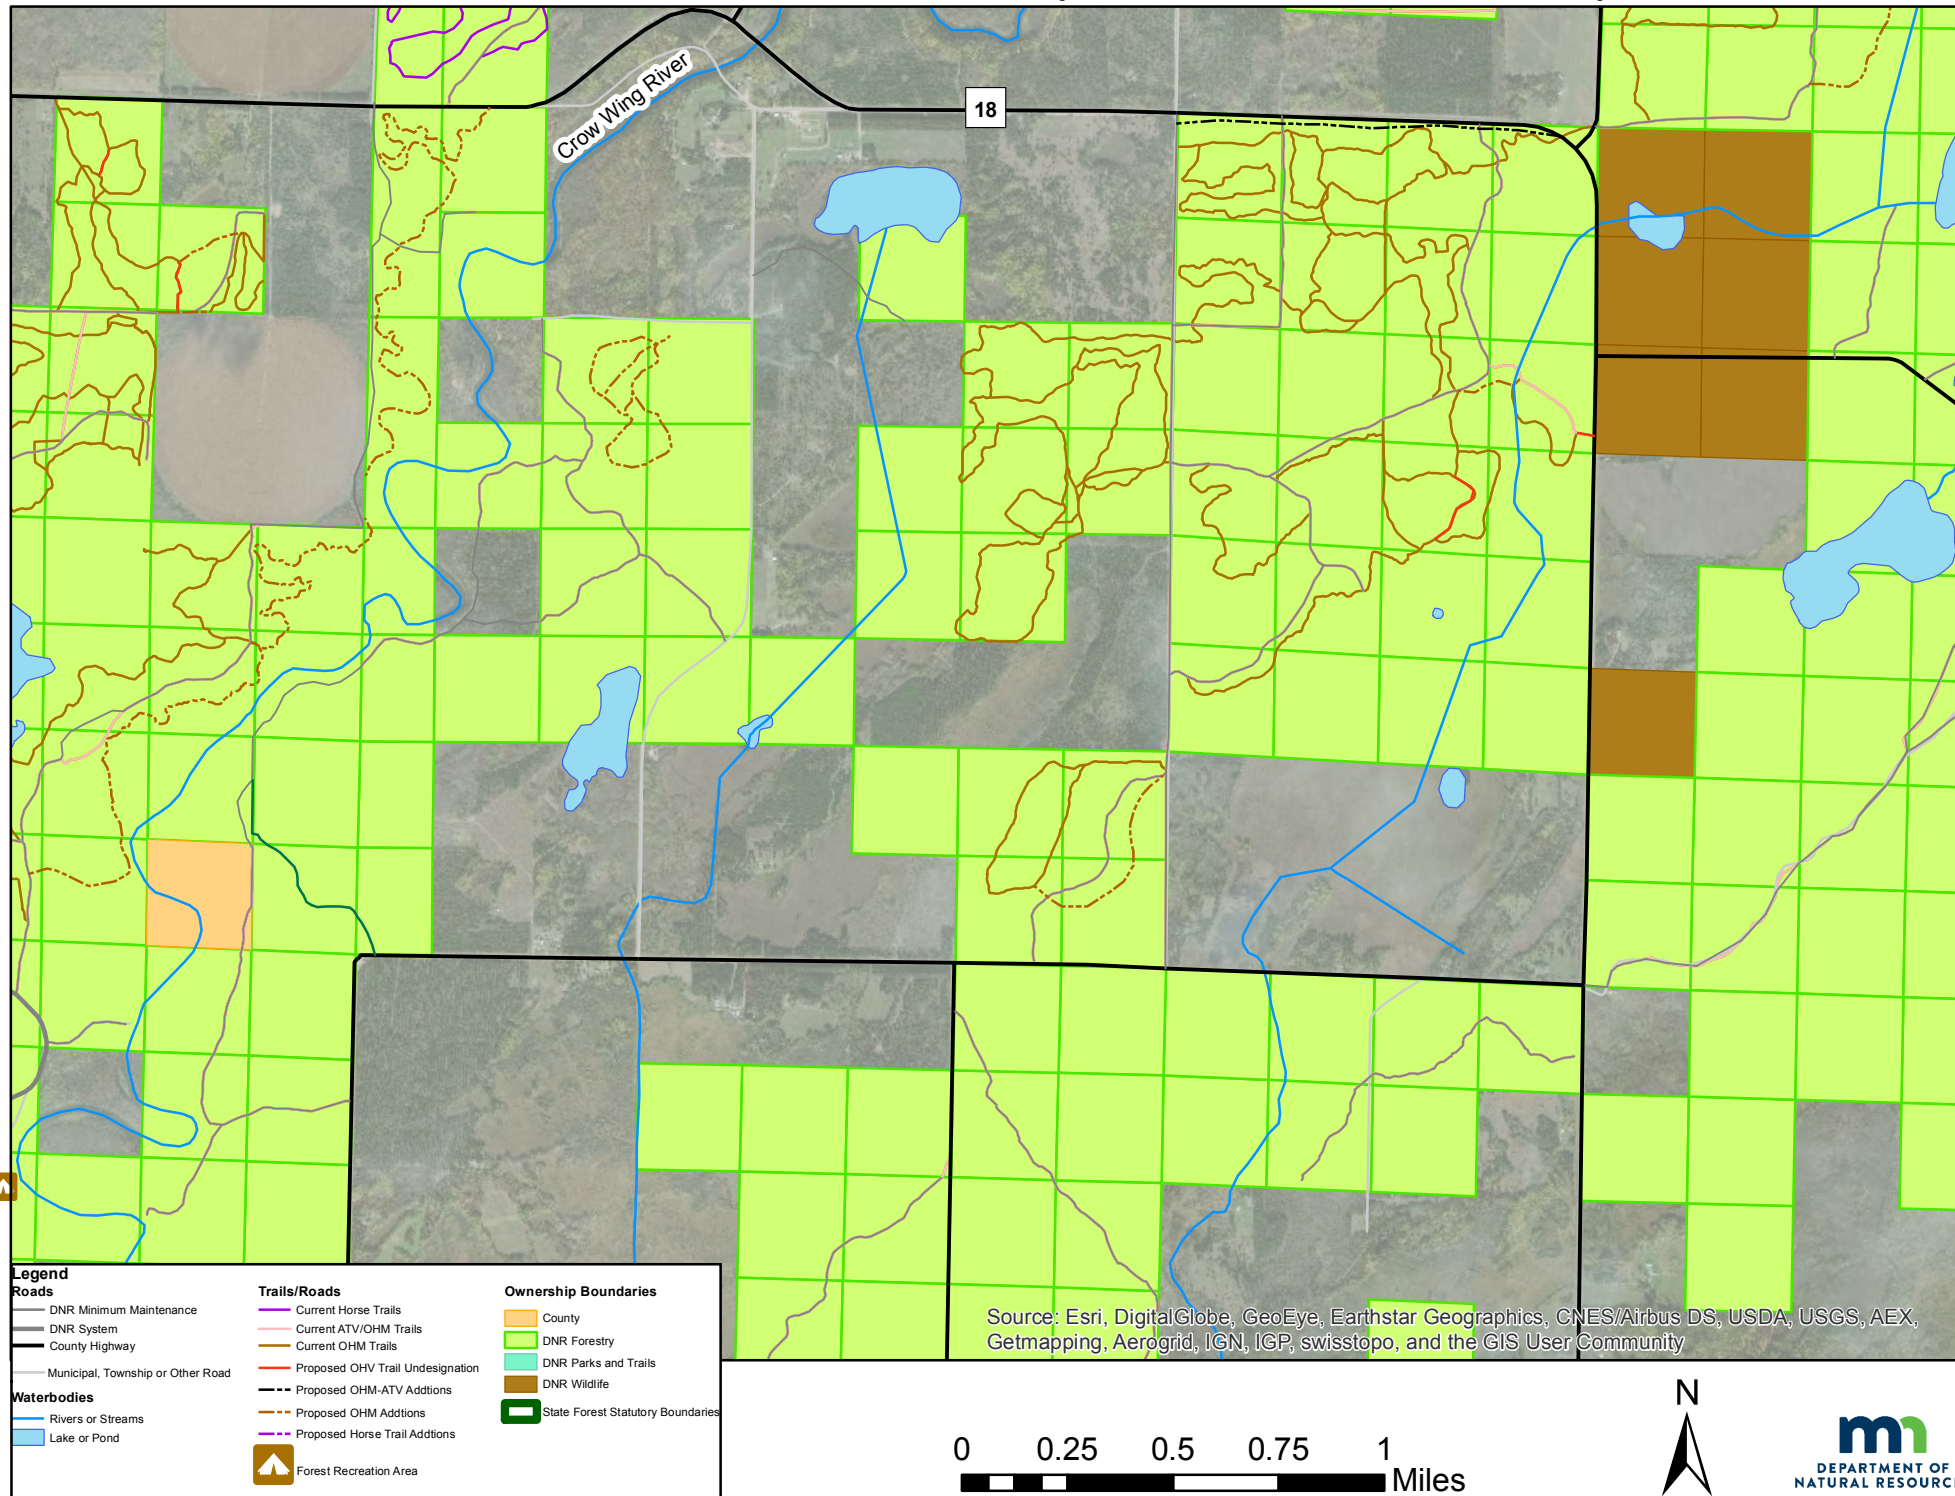 Crow Wing River
18
Legend
Roads
DNR Minimum Maintenance
DNR System
County Highway
Municipal, Township or Other Road
Waterbodies
Rivers or Streams
Lake or Pond
Trails/Roads
Current Horse Trails
Current ATV/OHM Trails
Current OHM Trails
Proposed OHV Trail Undesignation
Proposed OHM-ATV Addtions
Proposed OHM Addtions
Proposed Horse Trail Addtions
Forest Recreation Area
Ownership Boundaries
County
DNR Forestry
DNR Parks and Trails
DNR Wildlife
State Forest Statutory Boundaries
Source: Esri, DigitalGlobe, GeoEye, Earthstar Geographics, CNES/Airbus DS, USDA, USGS, AEX,
Getmapping, Aerogrid, IGN, IGP, swisstopo, and the GIS User Community
0 0.25 0.5 0.75 1
Miles
N
mn
DEPARTMENT OF
NATURAL RESOURC